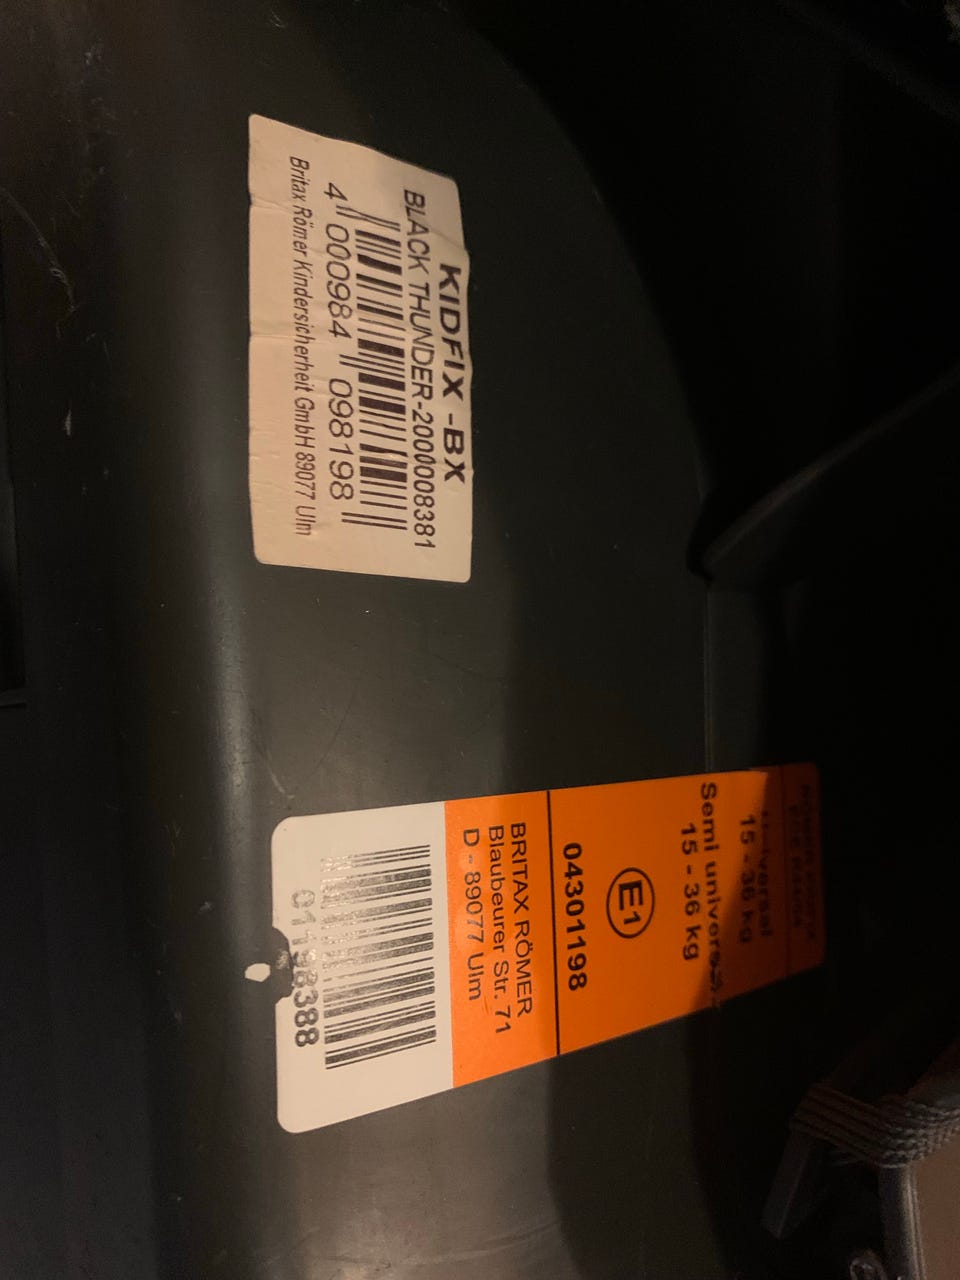 KIDFIX -BX
BLACK THUNDER-2000008381
4 000984 098198
Britax Römer Kindersicherheit GmbH 89077 Ulm
15 - 36 kg
Semi universal
15 - 36 kg
E1
04301198
BRITAX RÖMER
Blaubeurer Str. 71
D - 89077 Ulm